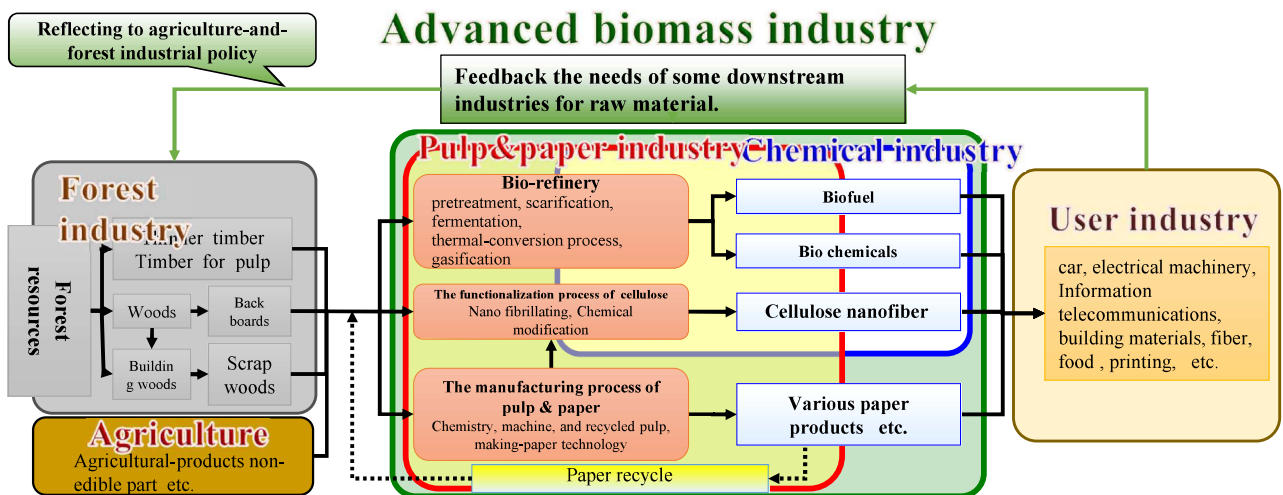 Reflecting to agriculture-and-
forest industrial policy
Advanced biomass industry
Feedback the needs of some downstream
industries for raw material.
Forest
industry
Forest
resources
Thinner timber
Timber for pulp
Woods
Back
boards
Buildin
g woods
Scrap
woods
Agriculture
Agricultural-products non-
edible part etc.
Pulp&paper industry
Chemical industry
Bio-refinery
pretreatment, scarification,
fermentation,
thermal-conversion process,
gasification
The functionalization process of cellulose
Nano fibrillating, Chemical
modification
The manufacturing process of
pulp & paper
Chemistry, machine, and recycled pulp,
making-paper technology
Paper recycle
Biofuel
Bio chemicals
Cellulose nanofiber
Various paper
products etc.
User industry
car, electrical machinery,
Information
telecommunications,
building materials, fiber,
food , printing, etc.